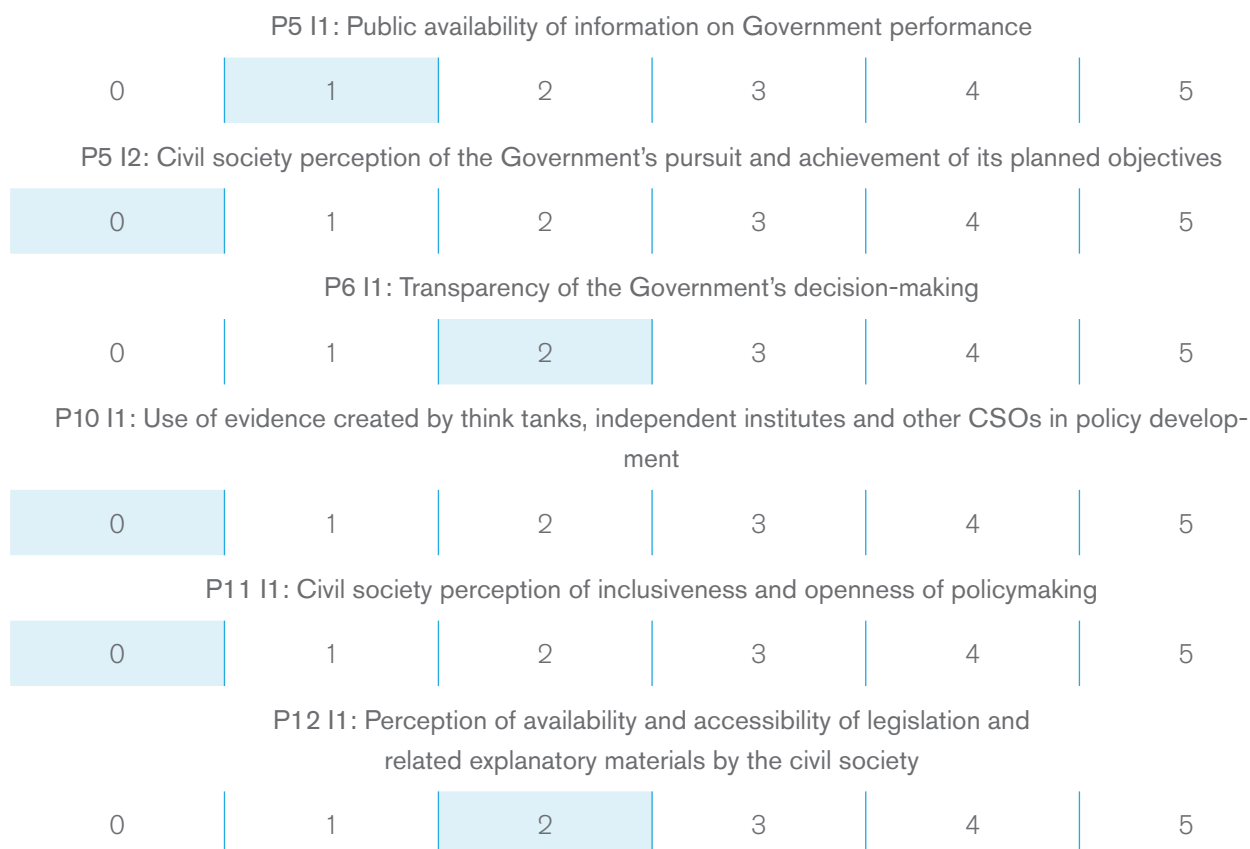 P5 I1: Public availability of information on Government performance
0 1 2 3 4 5
P5 I2: Civil society perception of the Government’s pursuit and achievement of its planned objectives
0 1 2 3 4 5
P6 I1: Transparency of the Government’s decision-making
0 1 2 3 4 5
P10 I1: Use of evidence created by think tanks, independent institutes and other CSOs in policy develop-
ment
0 1 2 3 4 5
P11 I1: Civil society perception of inclusiveness and openness of policymaking
0 1 2 3 4 5
P12 I1: Perception of availability and accessibility of legislation and
related explanatory materials by the civil society
0 1 2 3 4 5